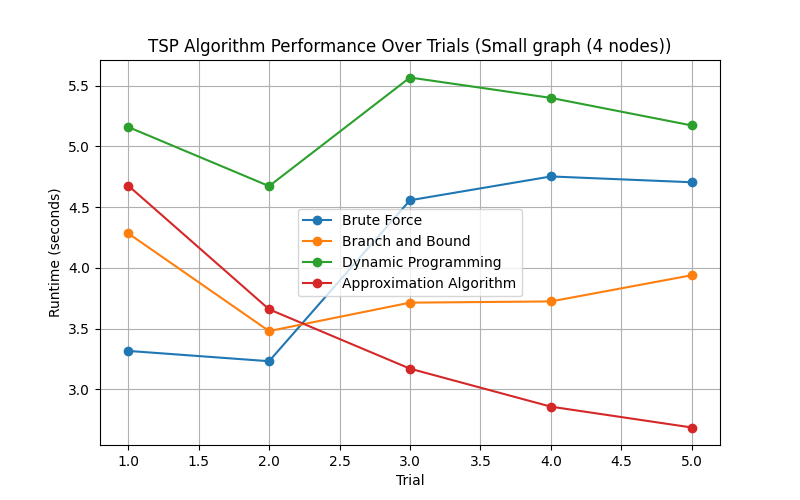 TSP Algorithm Performance Over Trials (Small graph (4 nodes))
Runtime (seconds)
5.5
5.0
4.5
4.0
3.5
3.0
Brute Force
Branch and Bound
Dynamic Programming
Approximation Algorithm
1.0 1.5 2.0 2.5 3.0 3.5 4.0 4.5 5.0
Trial